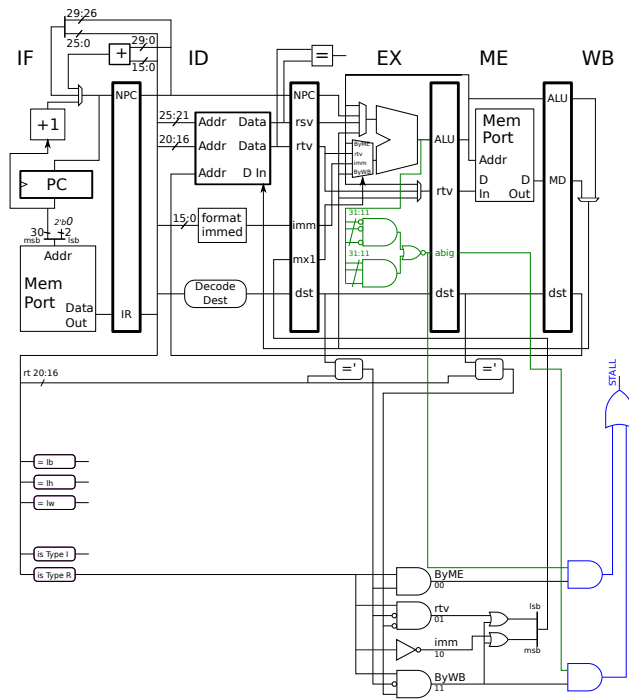 29:26
25:0
29:0
15:0
IF
ID
EX
ME
WB
+
=
+1
PC
2'b0
30
2
msb
lsb
Addr
Mem
Port
Data
Out
NPC
IR
25:21
20:16
Addr
Data
Addr
Data
Addr
D In
15:0
format
immed
Decode
Dest
NPC
rsv
rtv
imm
mx1
dst
ByME
rtv
imm
ByWB
31:11
31:11
ALU
rtv
abig
dst
Mem
Port
Addr
D
In
D
Out
ALU
MD
dst
rt 20:16
='
='
= lb
= lh
= lw
is Type I
is Type R
ByME
00
rtv
01
imm
10
ByWB
11
lsb
msb
STALL